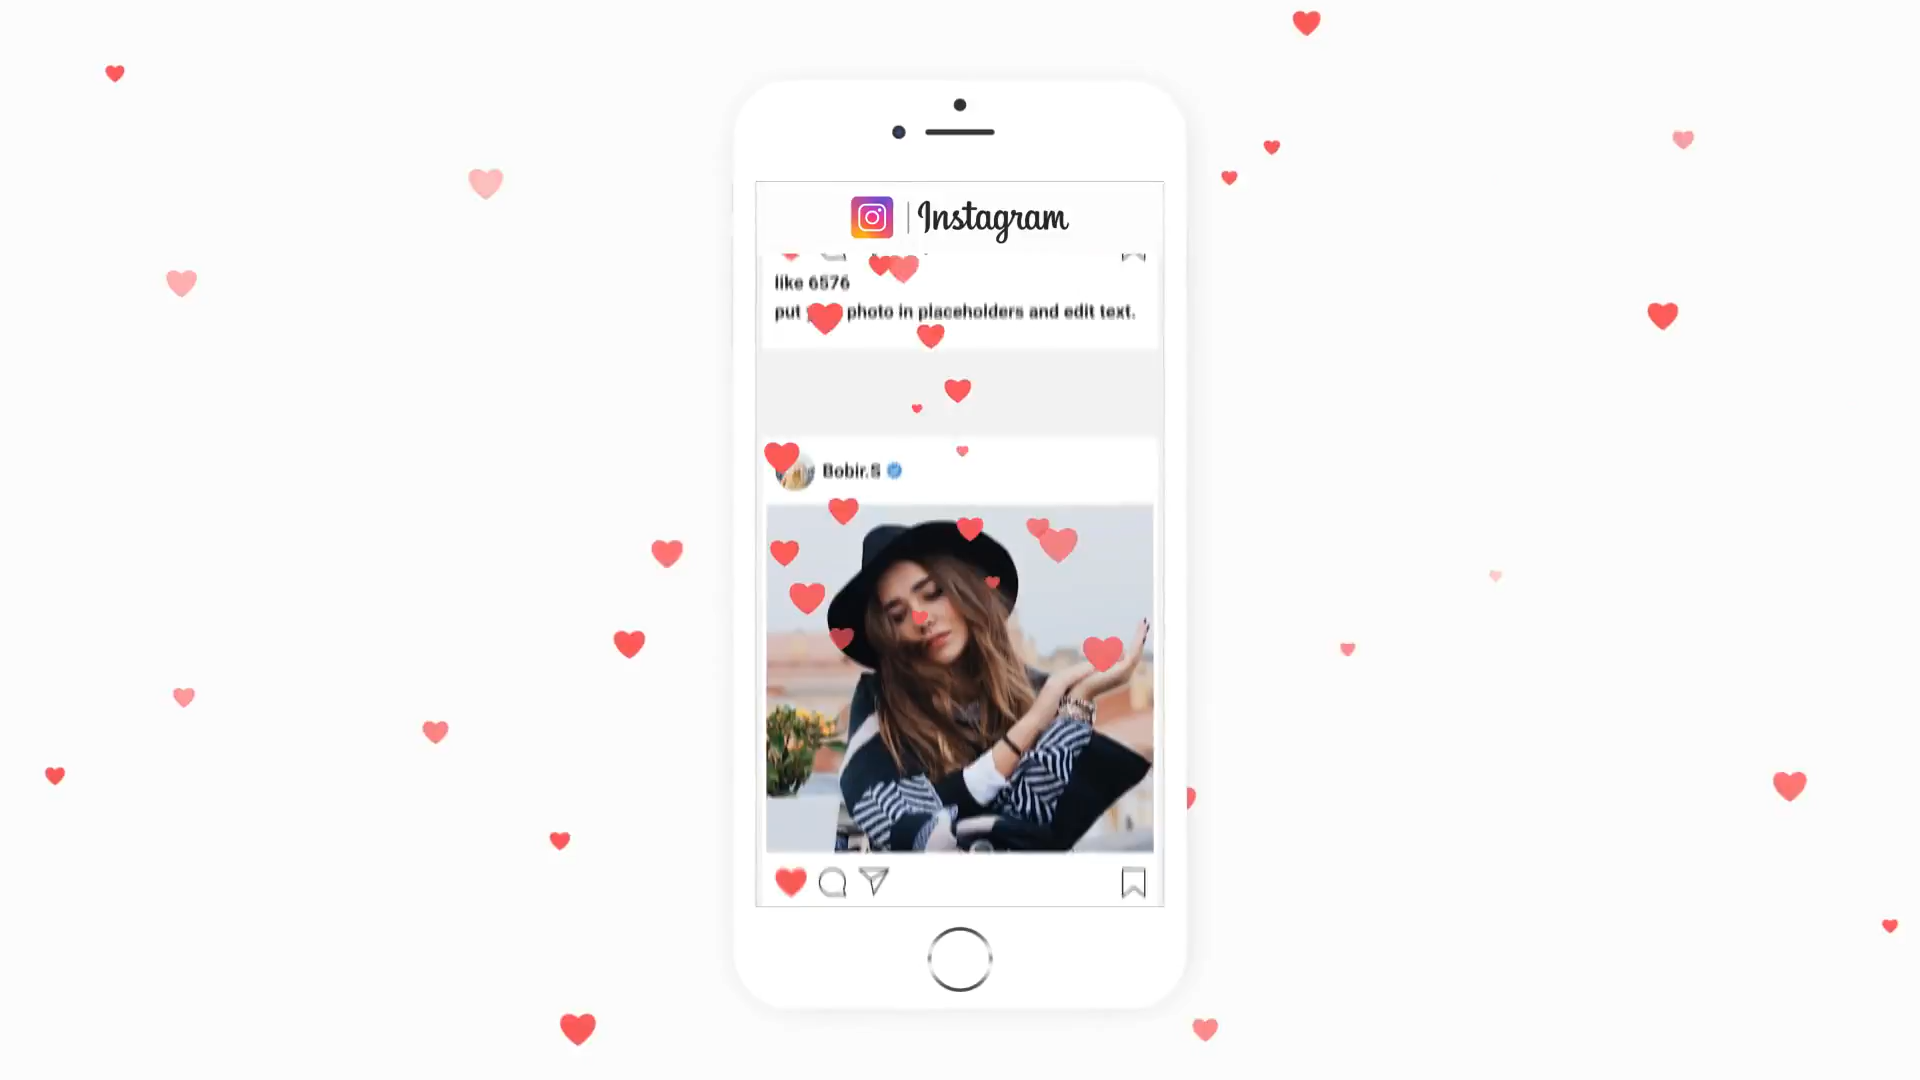 Instagram
like 6576
put photo in placeholders and edit text.
Bobir.S